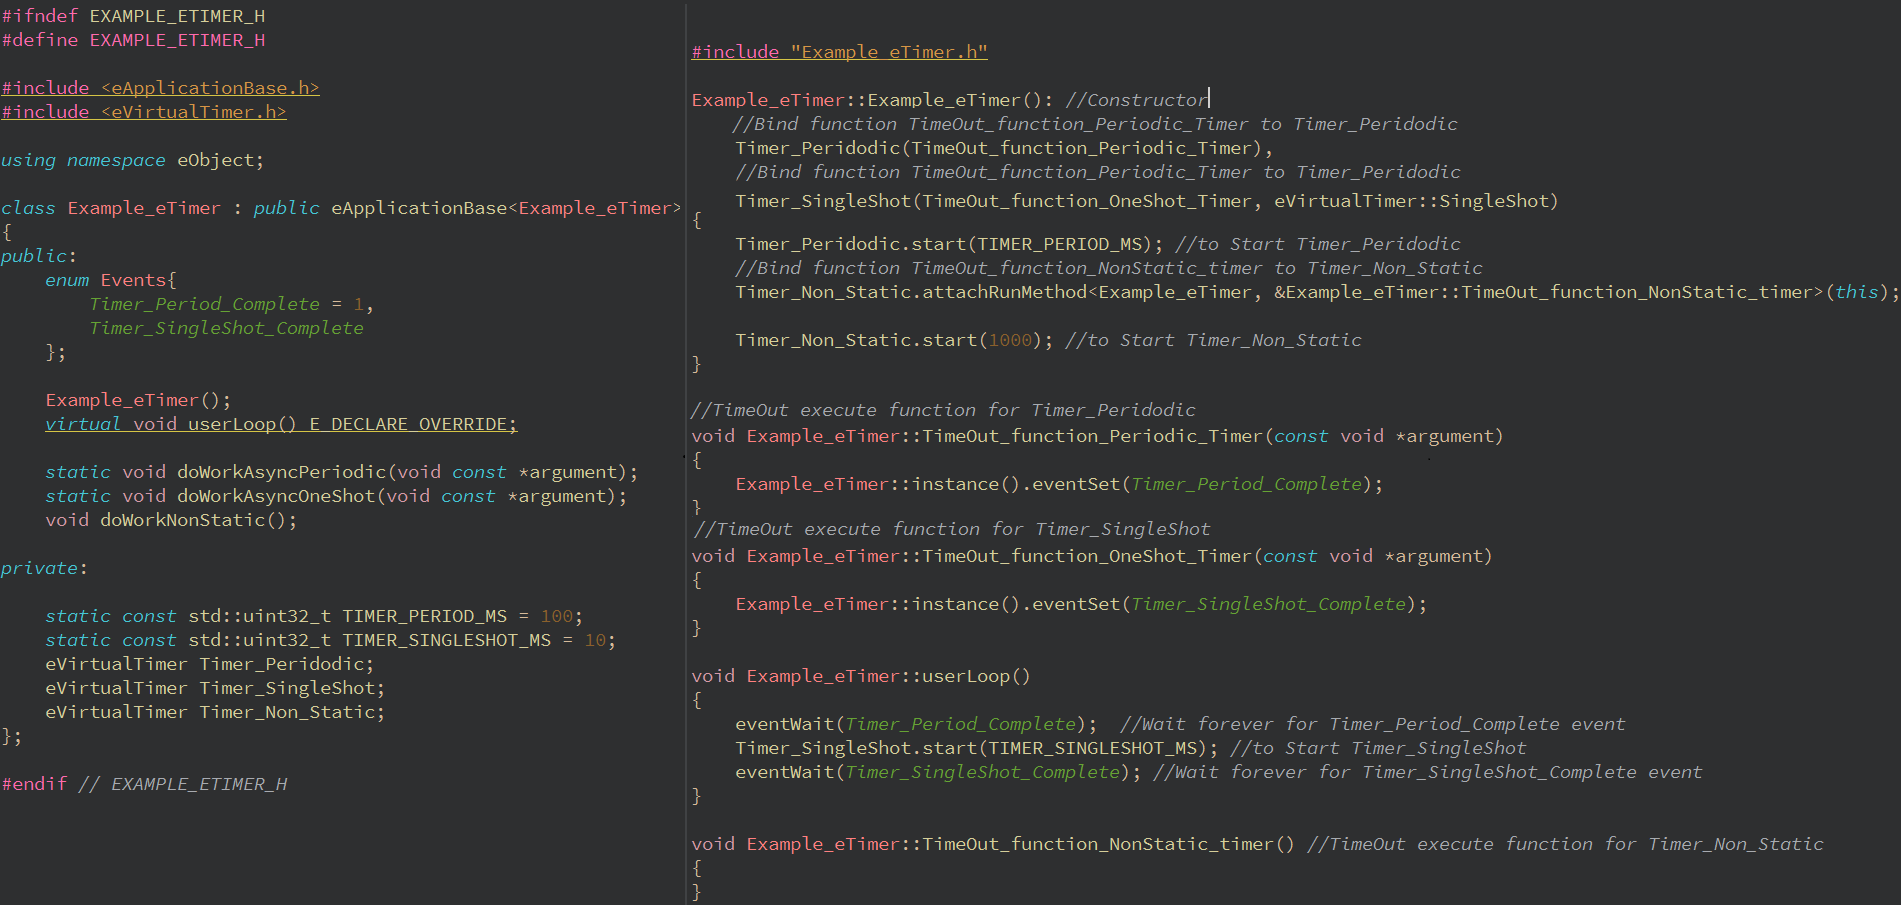 #ifndef EXAMPLE_ETIMER_H
#define EXAMPLE_ETIMER_H
#include <eApplicationBase.h>
#include <eVirtualTimer.h>
using namespace eObject;
class Example_eTimer : public eApplicationBase<Example_eTimer>
{
public:
enum Events{
Timer_Period_Complete = 1,
Timer_SingleShot_Complete
};
Example_eTimer();
virtual void userLoop() E_DECLARE_OVERRIDE;
static void doWorkAsyncPeriodic(void const *argument);
static void doWorkAsyncOneShot(void const *argument);
void doWorkNonStatic();
private:
static const std::uint32_t TIMER_PERIOD_MS = 100;
static const std::uint32_t TIMER_SINGLESHOT_MS = 10;
eVirtualTimer Timer_Peridodic;
eVirtualTimer Timer_SingleShot;
eVirtualTimer Timer_Non_Static;
};
#endif // EXAMPLE_ETIMER_H
#include "Example_eTimer.h"
Example_eTimer::Example_eTimer(): //Constructor
//Bind function TimeOut_function_Periodic_Timer to Timer_Peridodic
Timer_Peridodic(TimeOut_function_Periodic_Timer),
//Bind function TimeOut_function_Periodic_Timer to Timer_Peridodic
Timer_SingleShot(TimeOut_function_OneShot_Timer, eVirtualTimer::SingleShot)
{
Timer_Peridodic.start(TIMER_PERIOD_MS); //to Start Timer_Peridodic
//Bind function TimeOut_function_NonStatic_timer to Timer_Non_Static
Timer_Non_Static.attachRunMethod<Example_eTimer, &Example_eTimer::TimeOut_function_NonStatic_timer>(this);
Timer_Non_Static.start(1000); //to Start Timer_Non_Static
}
//TimeOut execute function for Timer_Peridodic
void Example_eTimer::TimeOut_function_Periodic_Timer(const void *argument)
{
Example_eTimer::instance().eventSet(Timer_Period_Complete);
}
//TimeOut execute function for Timer_SingleShot
void Example_eTimer::TimeOut_function_OneShot_Timer(const void *argument)
{
Example_eTimer::instance().eventSet(Timer_SingleShot_Complete);
}
void Example_eTimer::userLoop()
{
eventWait(Timer_Period_Complete); //Wait forever for Timer_Period_Complete event
Timer_SingleShot.start(TIMER_SINGLESHOT_MS); //to Start Timer_SingleShot
eventWait(Timer_SingleShot_Complete); //Wait forever for Timer_SingleShot_Complete event
}
void Example_eTimer::TimeOut_function_NonStatic_timer() //TimeOut execute function for Timer_Non_Static
{
}